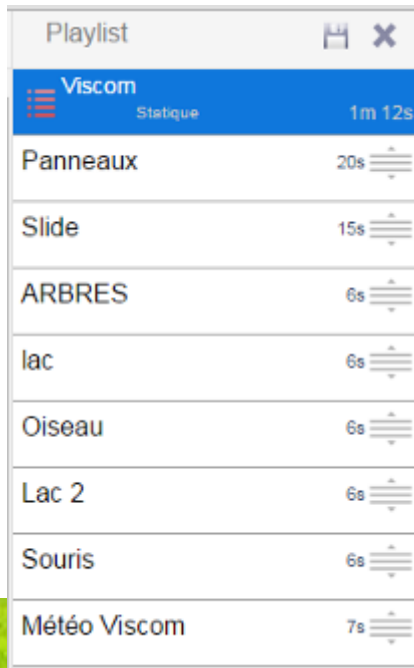 Playlist
Viscom
Statique 1m 12s
Panneaux 20s
Slide 15s
ARBRES 6s
lac 6s
Oiseau 6s
Lac 2 6s
Souris 6s
Météo Viscom 7s